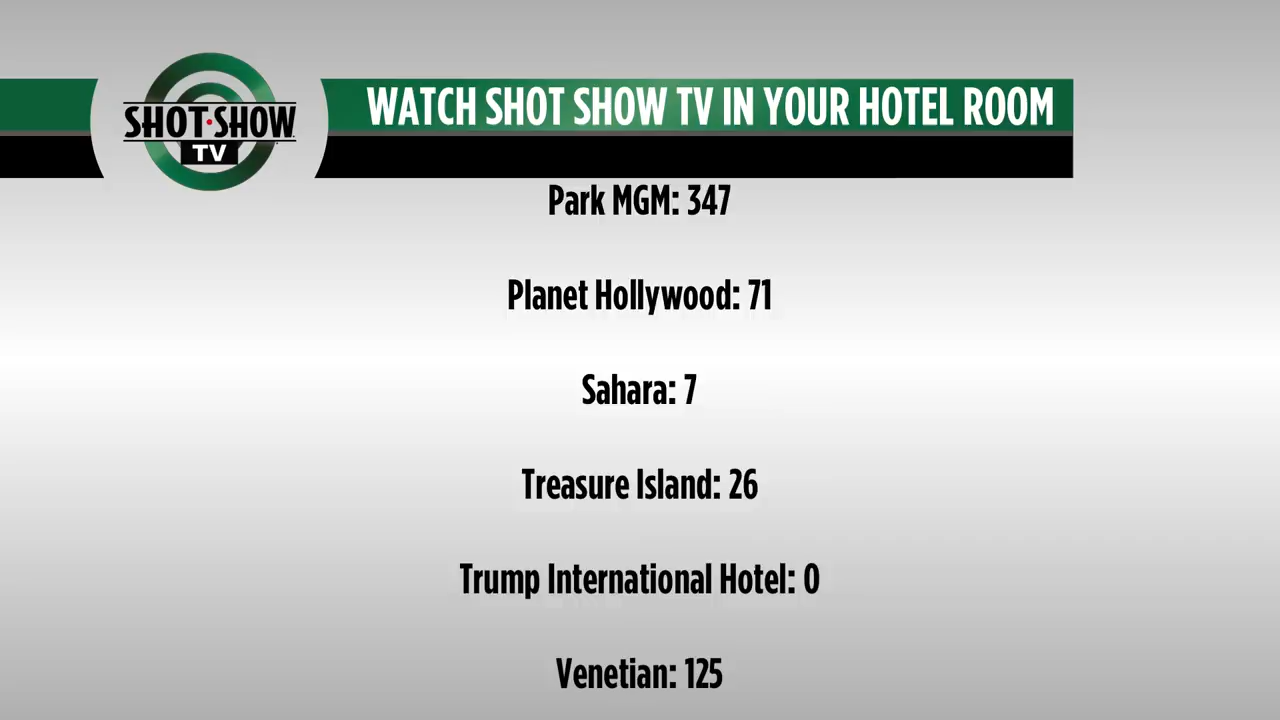 SHOT•SHOW
TV
WATCH SHOT SHOW TV IN YOUR HOTEL ROOM
Park MGM: 347
Planet Hollywood: 71
Sahara: 7
Treasure Island: 26
Trump International Hotel: 0
Venetian: 125